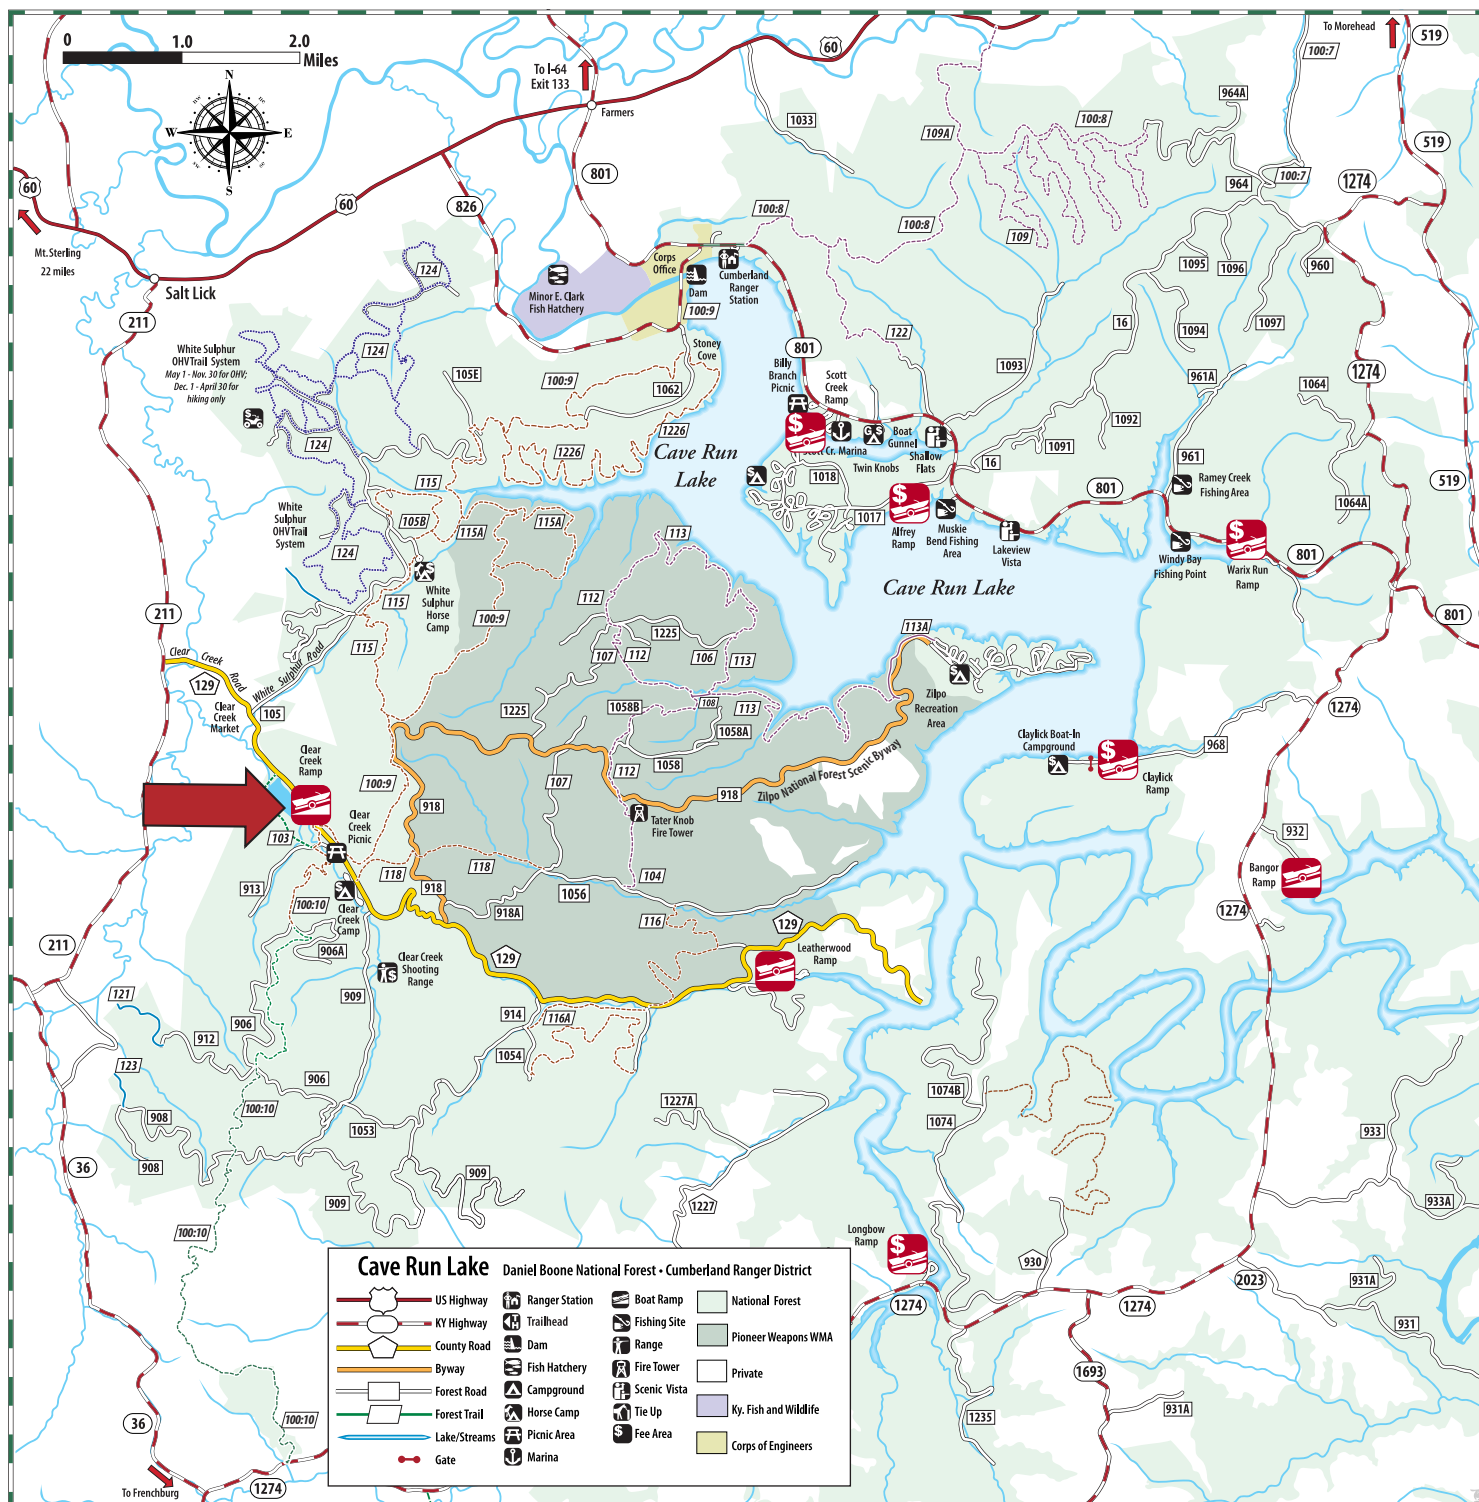 0 1.0 2.0
Miles
N
nw ne
W E
sw se
S
To I-64
Exit 133
Farmers
60
To Morehead
519
100:7
964A
1033
109A
100:8
519
801
60
60
826
964
100:7
1274
Mt. Sterling
22 miles
Salt Lick
100:8
100:8
109
124
Corps
Office
Minor E. Clark
Fish Hatchery
Dam
Cumberland
Ranger
Station
100:9
1095
1096
960
211
White Sulphur
OHV Trail System
May 1 - Nov. 30 for OHV;
Dec. 1 - April 30 for
hiking only
124
Stoney
Cove
122
16
1094
1097
801
Billy
Branch
Picnic
Scott
Creek
Ramp
1093
105E
100:9
1062
961A
1064
1274
1092
124
1226
1226
Cave Run
Lake
Scott Cr. Marina
Boat
Gunnel
Twin Knobs
Shallow
Flats
1091
16
961
Ramey Creek
Fishing Area
519
115
1018
801
White
Sulphur
OHV Trail
System
105B
115A
115A
1017
Alfrey
Ramp
Muskie
Bend Fishing
Area
Lakeview
Vista
1064A
124
113
Windy Bay
Fishing Point
Warix Run
Ramp
801
White
Sulphur
Horse
Camp
115
112
Cave Run Lake
211
100:9
801
115
1225
107
112
106
113
113A
Clear Creek Road
129
White Sulphur Road
Clear
Creek
Market
105
1225
1058B
108
113
1058A
Zilpo
Recreation
Area
1274
Claylick Boat-In
Campground
968
Clear
Creek
Ramp
100:9
107
112
1058
Zilpo National Forest Scenic Byway
918
918
Claylick
Ramp
Clear
Creek
Picnic
Tater Knob
Fire Tower
103
932
118
118
104
Bangor
Ramp
913
918
1056
Clear
Creek
Camp
100:10
918A
116
129
1274
Leatherwood
Ramp
211
906A
Clear Creek
Shooting
Range
129
121
909
914
116A
912
906
1054
123
906
1074B
1227A
100:10
908
1053
1074
933
908
36
909
909
933A
1227
100:10
Longbow
Ramp
930
2023
931A
1274
1274
931
1693
931A
1235
36
100:10
To Frenchburg
1274
Cave Run Lake Daniel Boone National Forest • Cumberland Ranger District
US Highway
KY Highway
County Road
Byway
Forest Road
Forest Trail
Lake/Streams
Gate
Ranger Station
Trailhead
Dam
Fish Hatchery
Campground
Horse Camp
Picnic Area
Marina
Boat Ramp
Fishing Site
Range
Fire Tower
Scenic Vista
Tie Up
Fee Area
National Forest
Pioneer Weapons WMA
Private
Ky. Fish and Wildlife
Corps of Engineers